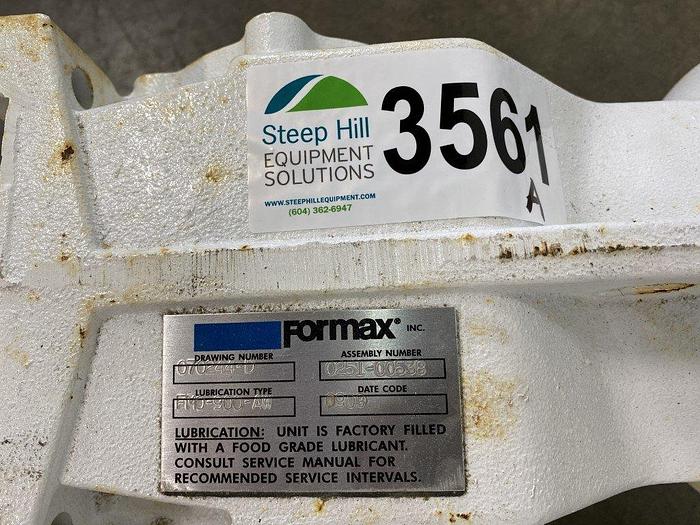 Steep Hill
EQUIPMENT
SOLUTIONS
WWW.STEEPHILLEQUIPMENT.COM
(604) 362-6947
3561
A
Formax® INC.
DRAWING NUMBER ASSEMBLY NUMBER
LUBRICATION TYPE DATE CODE
LUBRICATION: UNIT IS FACTORY FILLED
WITH A FOOD GRADE LUBRICANT.
CONSULT SERVICE MANUAL FOR
RECOMMENDED SERVICE INTERVALS.